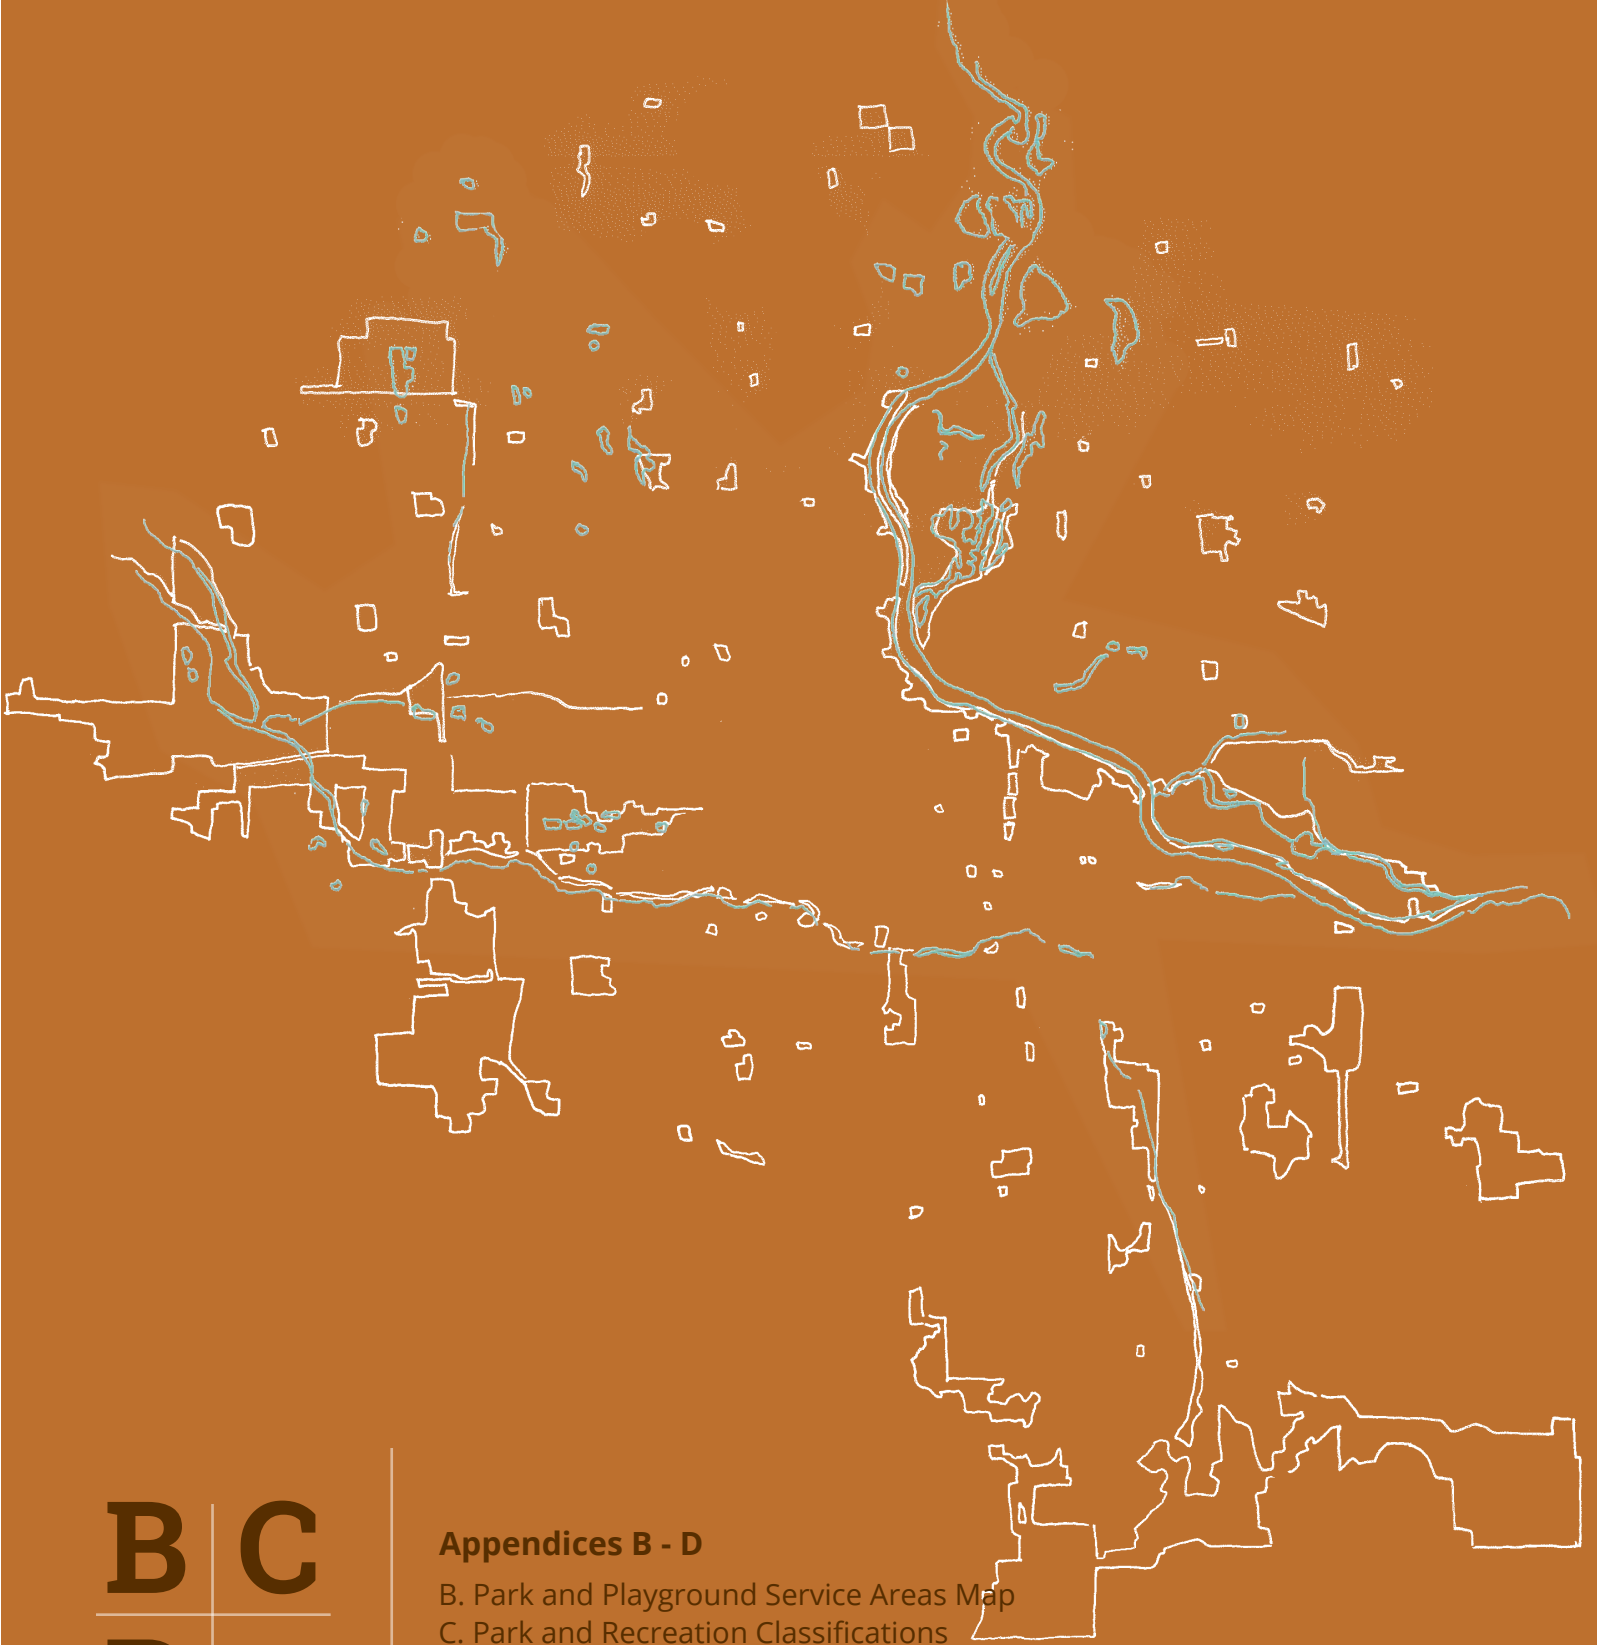 B C
Appendices B - D
B. Park and Playground Service Areas Map
C. Park and Recreation Classifications